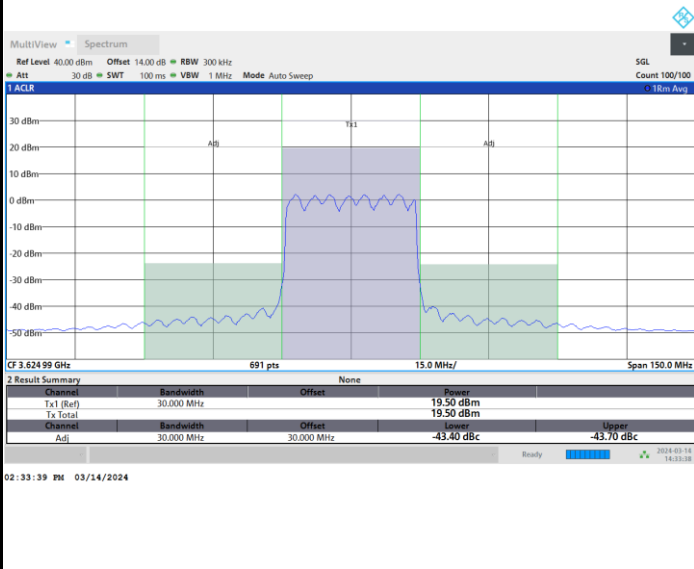 MultiView Spectrum
Ref Level 40.00 dBm Offset 14.00 dB RBW 300 kHz SGL
Att 30 dB SWT 100 ms VBW 1 MHz Mode Auto Sweep Count 100/100
1 ACLR 1Rm Avg
30 dBm
Tx1
20 dBm Adj Adj
10 dBm
0 dBm
-10 dBm
-20 dBm
-30 dBm
-40 dBm
-50 dBm
CF 3.624 99 GHz 691 pts 15.0 MHz/ Span 150.0 MHz
2 Result Summary None
Channel Bandwidth Offset Power
Tx1 (Ref) 30.000 MHz 19.50 dBm
Tx Total 19.50 dBm
Channel Bandwidth Offset Lower Upper
Adj 30.000 MHz 30.000 MHz -43.40 dBc -43.70 dBc
Ready 2024-03-14
14:33:38
02:33:39 PM 03/14/2024